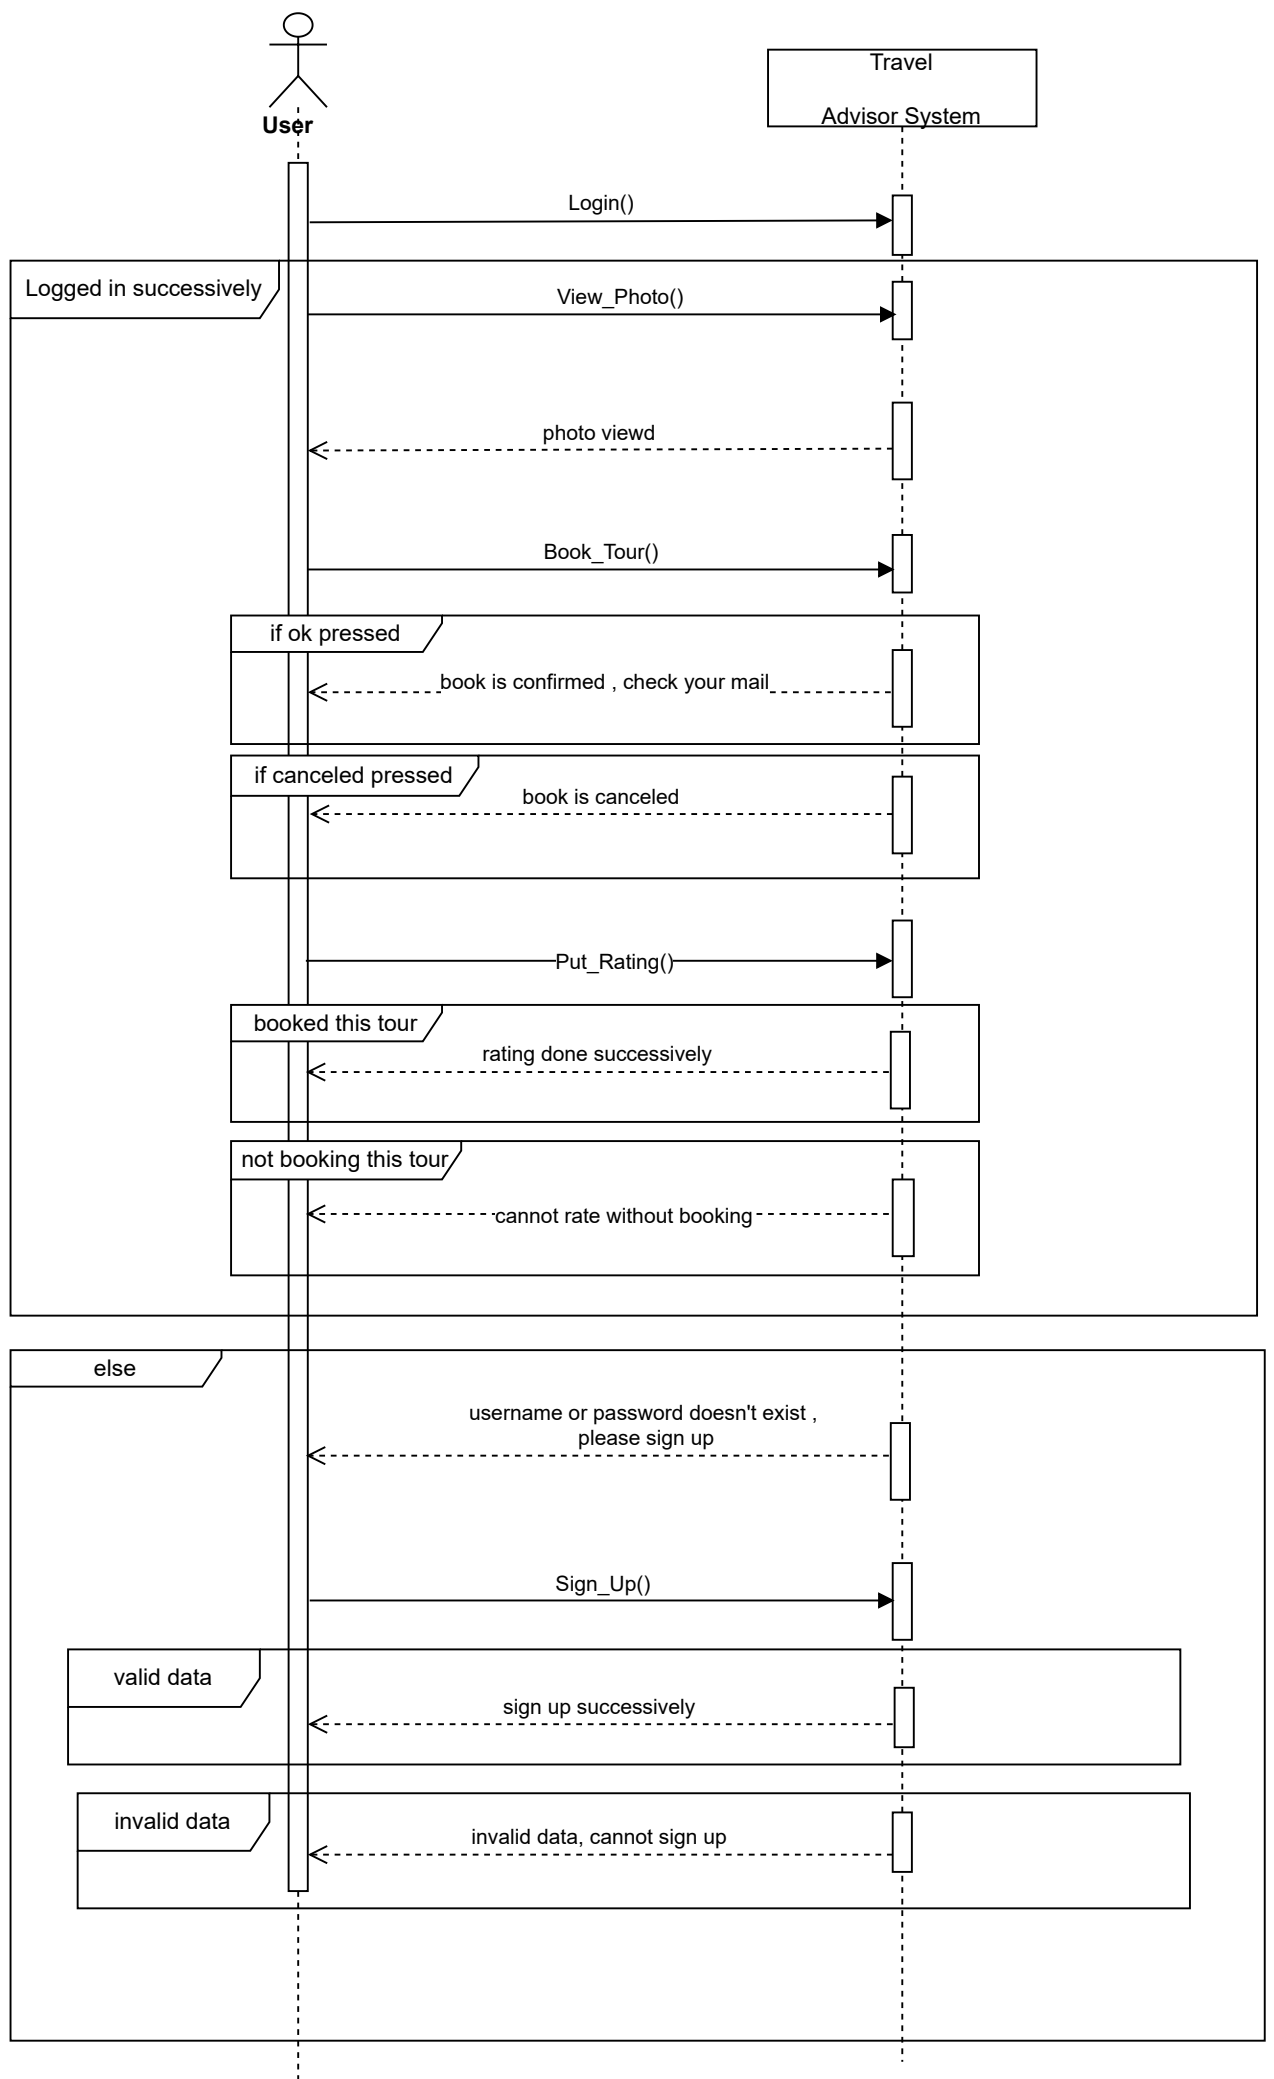 User
Travel
Advisor System
Login()
Logged in successively
View_Photo()
photo viewd
Book_Tour()
if ok pressed
book is confirmed , check your mail
if canceled pressed
book is canceled
Put_Rating()
booked this tour
rating done successively
not booking this tour
cannot rate without booking
else
username or password doesn't exist ,
please sign up
Sign_Up()
valid data
sign up successively
invalid data
invalid data, cannot sign up